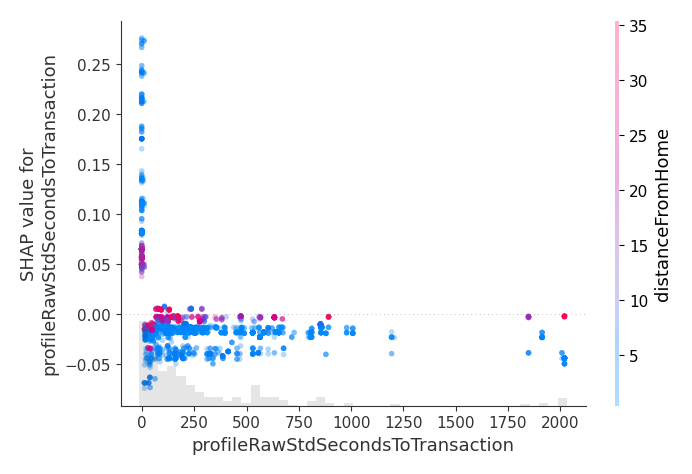 SHAP value for
profileRawStdSecondsToTransaction
0.25
0.20
0.15
0.10
0.05
0.00
−0.05
0 250 500 750 1000 1250 1500 1750 2000
profileRawStdSecondsToTransaction
35
30
25
20
15
10
5
distanceFromHome